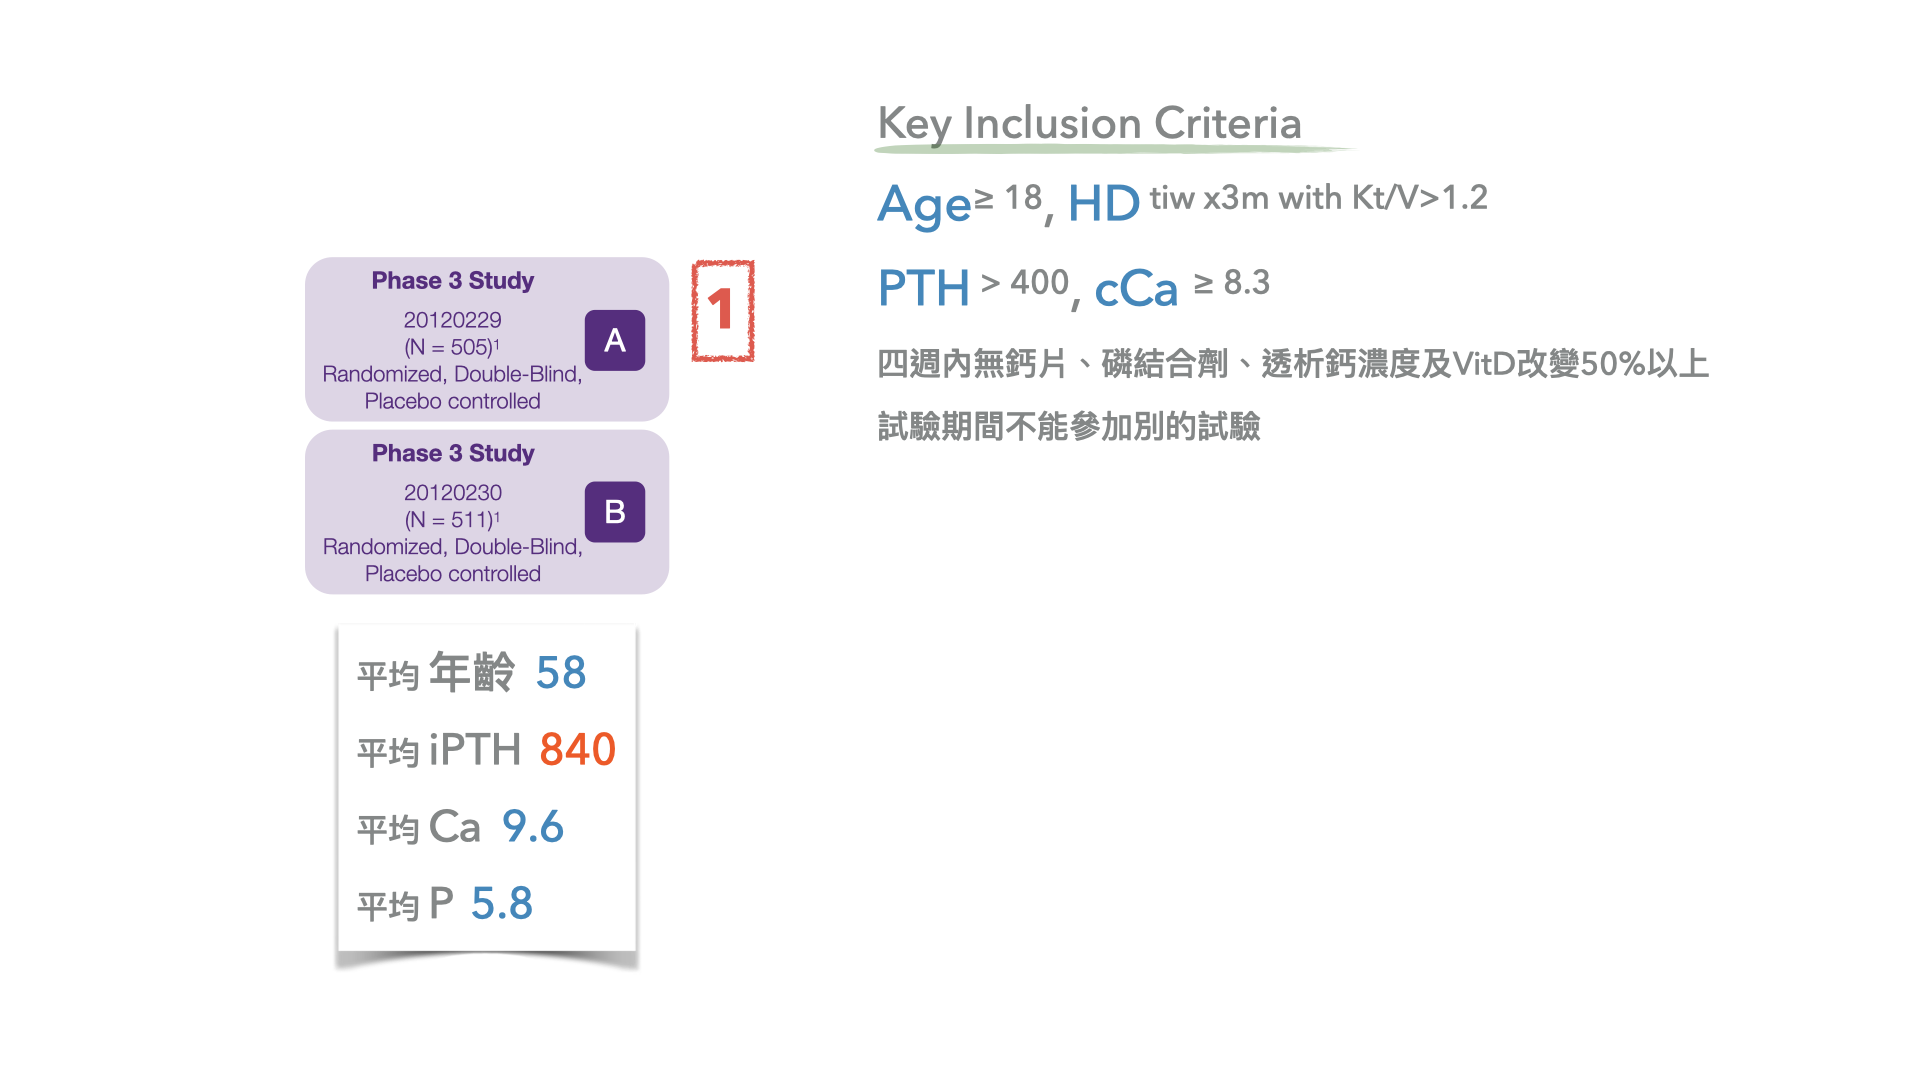 Phase 3 Study
20120229
(N = 505)¹
Randomized, Double-Blind,
Placebo controlled
A
1
Phase 3 Study
20120230
(N = 511)¹
Randomized, Double-Blind,
Placebo controlled
B
平均 年齡 58
平均 iPTH 840
平均 Ca 9.6
平均 P 5.8
Key Inclusion Criteria
Age ≥ 18, HD tiw x3m with Kt/V>1.2
PTH > 400, cCa ≥ 8.3
四週內無鈣片、磷結合劑、透析鈣濃度及VitD改變50%以上
試驗期間不能參加別的試驗